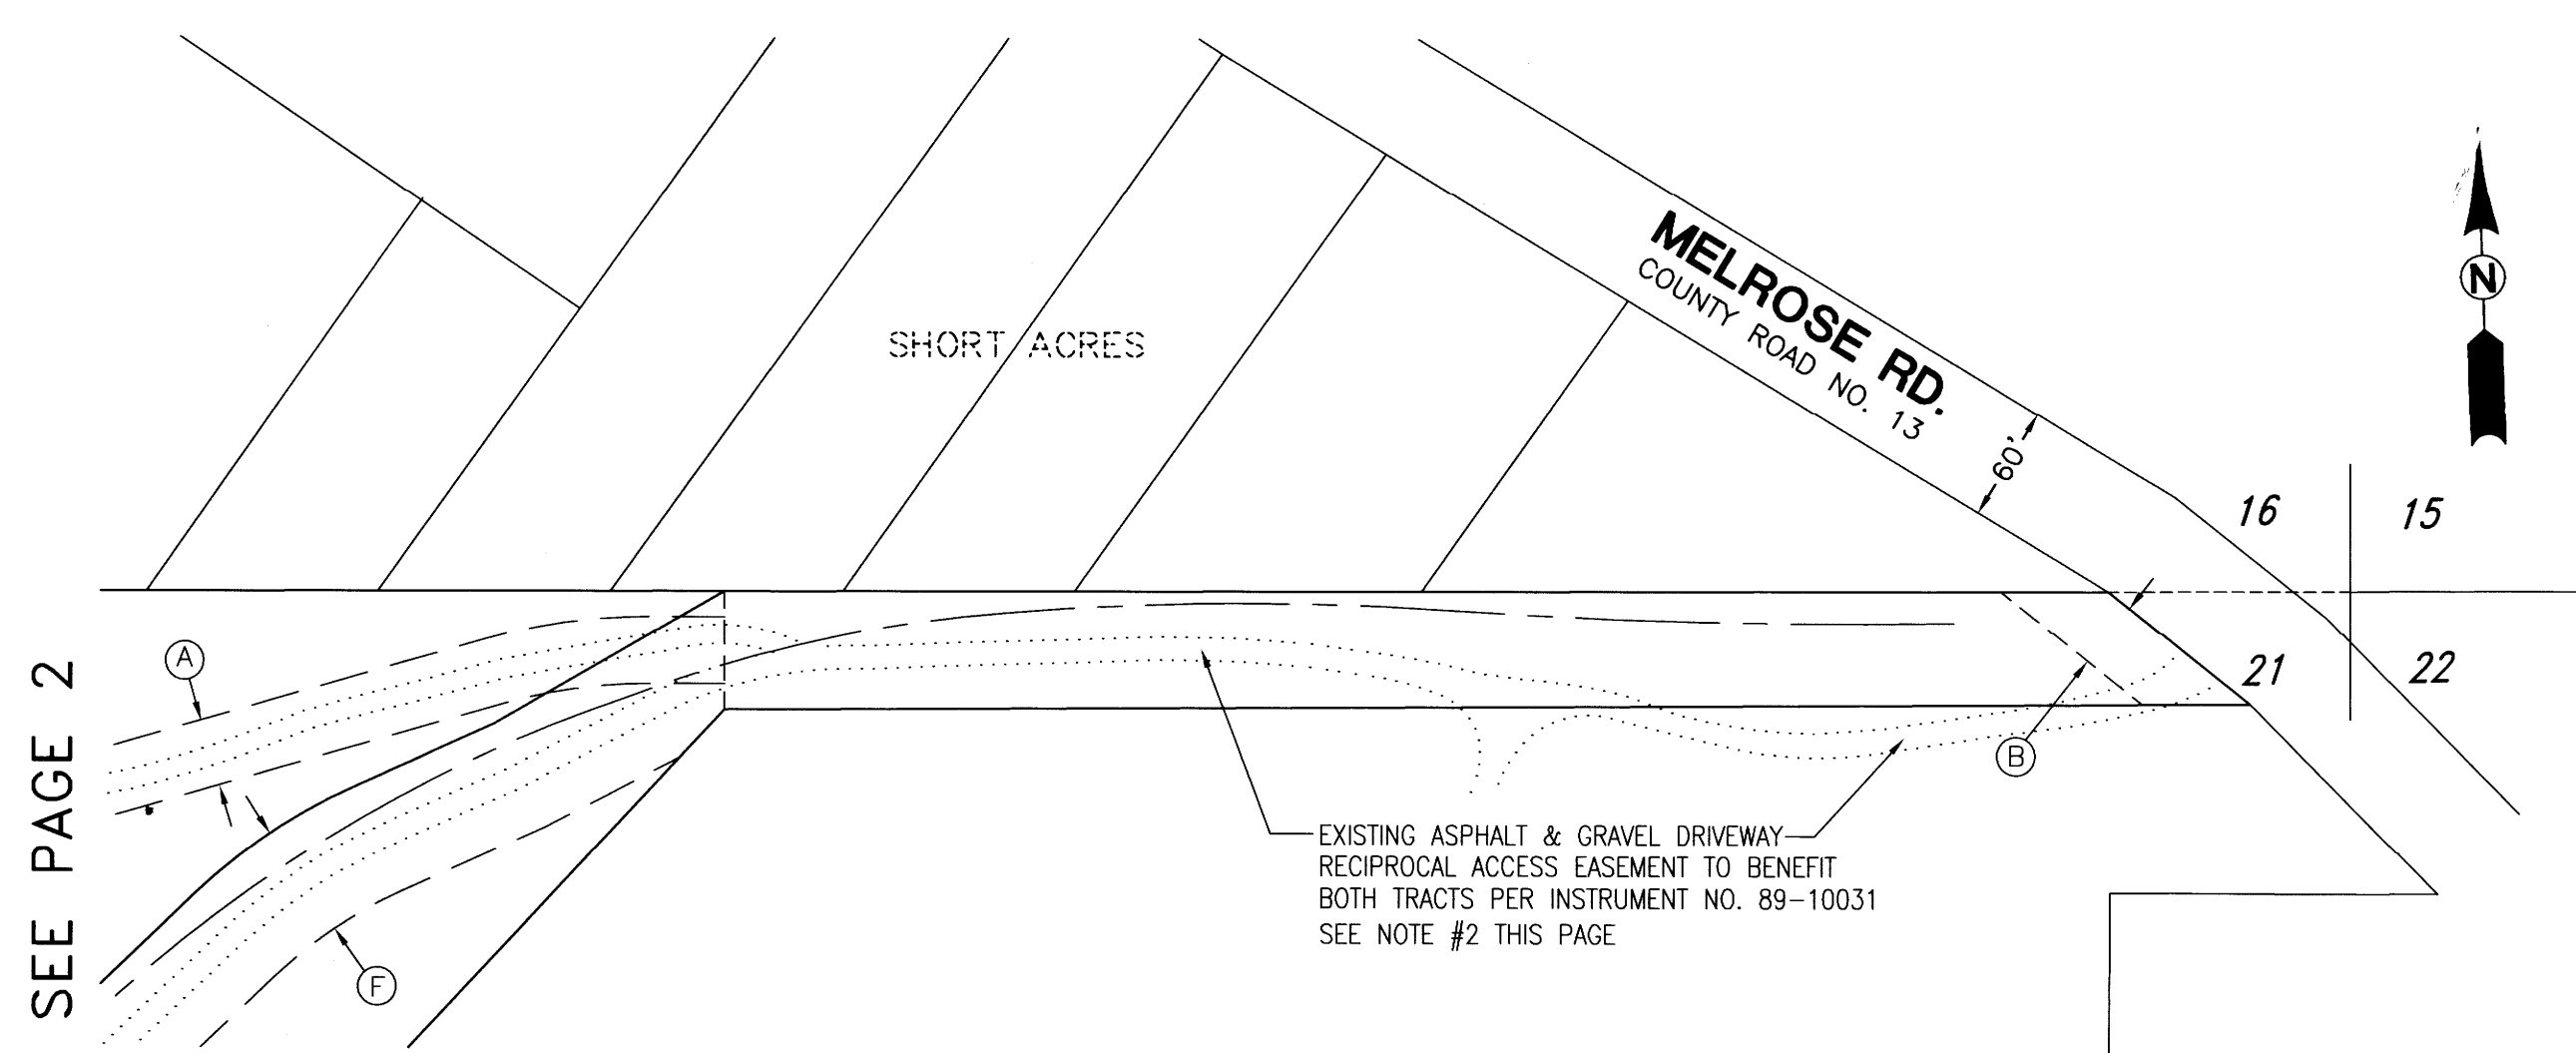 MELROSE RD.
COUNTY ROAD NO. 13
N
SHORT ACRES
60'
16
15
21
22
A
B
SEE PAGE 2
EXISTING ASPHALT & GRAVEL DRIVEWAY
RECIPROCAL ACCESS EASEMENT TO BENEFIT
BOTH TRACTS PER INSTRUMENT NO. 89-10031
SEE NOTE #2 THIS PAGE
F